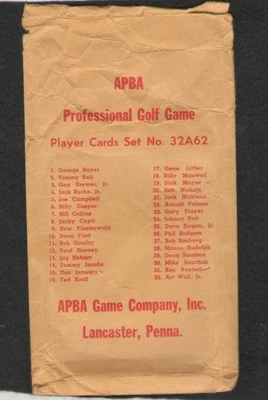 APBA
Professional Golf Game
Player Cards Set No. 32A62
1. George Bayer
2. Tommy Bolt
3. Gay Brewer, Jr.
4. Jack Burke, Jr.
5. Joe Campbell
6. Billy Casper
7. Bill Collins
8. Jacky Cupit
9. Dow Finsterwald
10. Doug Ford
11. Bob Goalby
12. Paul Harney
13. Jay Hebert
14. Tommy Jacobs
15. Don January
16. Ted Kroll
17. Gene Littler
18. Billy Maxwell
19. Dick Mayer
20. Bob Nichols
21. Jack Nicklaus
22. Arnold Palmer
23. Gary Player
24. Johnny Pott
25. Dave Ragan, Jr.
26. Phil Rodgers
27. Bob Rosburg
28. Mason Rudolph
29. Doug Sanders
30. Mike Souchak
31. Ken Venturi
32. Art Wall, Jr.
APBA Game Company, Inc.
Lancaster, Penna.